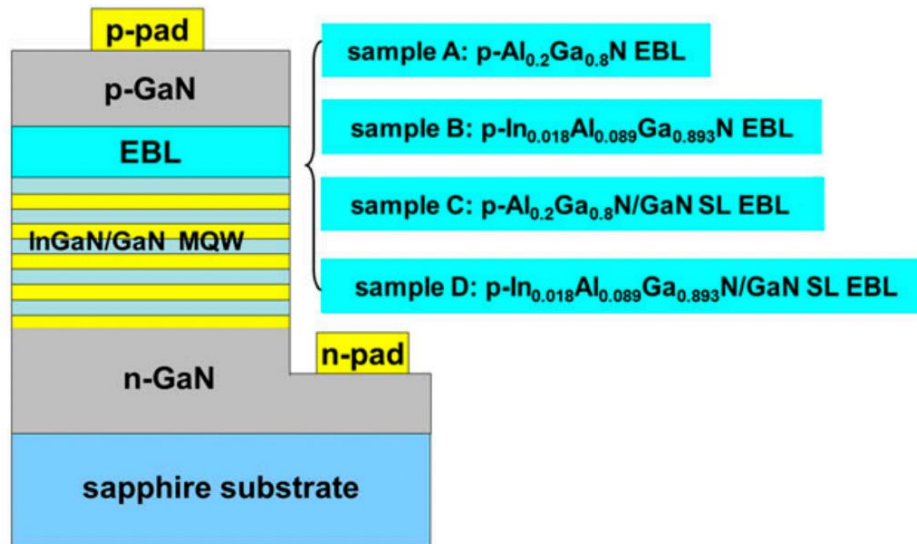 p-pad
p-GaN
EBL
InGaN/GaN MQW
n-pad
n-GaN
sapphire substrate
sample A: p-Al0.2Ga0.8N EBL
sample B: p-In0.018Al0.089Ga0.893N EBL
sample C: p-Al0.2Ga0.8N/GaN SL EBL
sample D: p-In0.018Al0.089Ga0.893N/GaN SL EBL